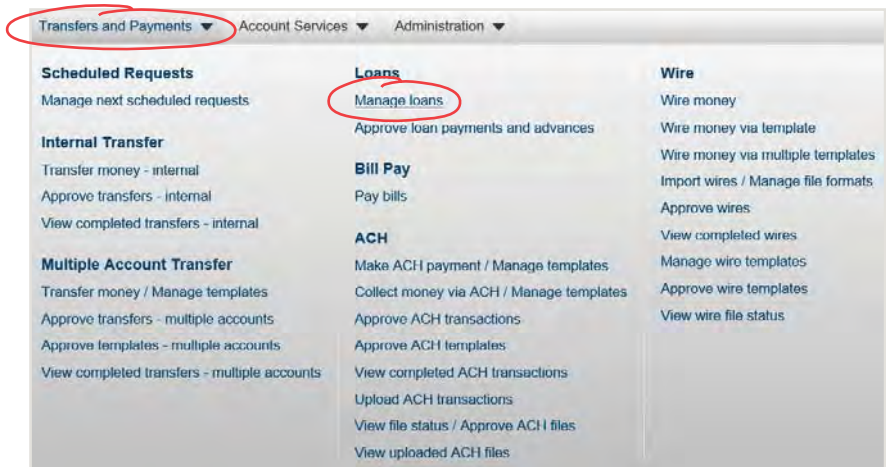 Transfers and Payments ▼ Account Services ▼ Administration ▼
Scheduled Requests
Manage next scheduled requests
Internal Transfer
Transfer money - internal
Approve transfers - internal
View completed transfers - internal
Multiple Account Transfer
Transfer money / Manage templates
Approve transfers - multiple accounts
Approve templates - multiple accounts
View completed transfers - multiple accounts
Loans
Manage loans
Approve loan payments and advances
Bill Pay
Pay bills
ACH
Make ACH payment / Manage templates
Collect money via ACH / Manage templates
Approve ACH transactions
Approve ACH templates
View completed ACH transactions
Upload ACH transactions
View file status / Approve ACH files
View uploaded ACH files
Wire
Wire money
Wire money via template
Wire money via multiple templates
Import wires / Manage file formats
Approve wires
View completed wires
Manage wire templates
Approve wire templates
View wire file status